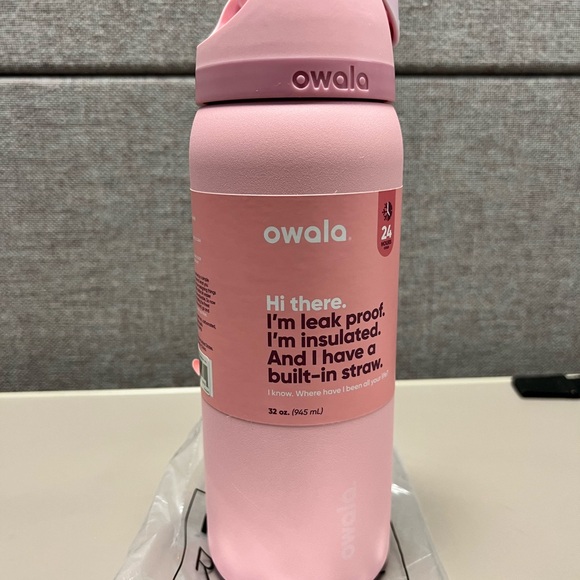 owala
owala
24
Hi there.
I'm leak proof.
I'm insulated.
And I have a
built-in straw.
I know. Where have I been all your life?
32 oz. (945 mL)
owala
R